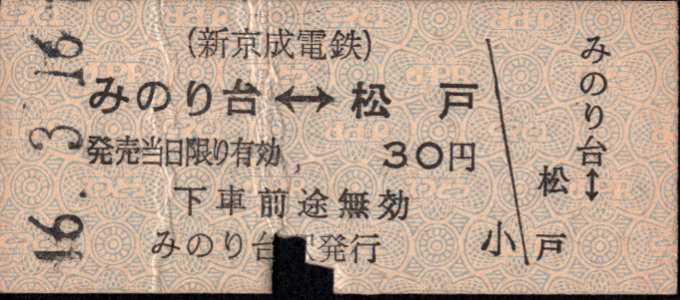 (新京成電鉄)
みのり台↔松戸
発売当日限り有効, 30円
下車前途無効
みのり台駅発行
みのり台↔
松戸
小
16. 3. 16